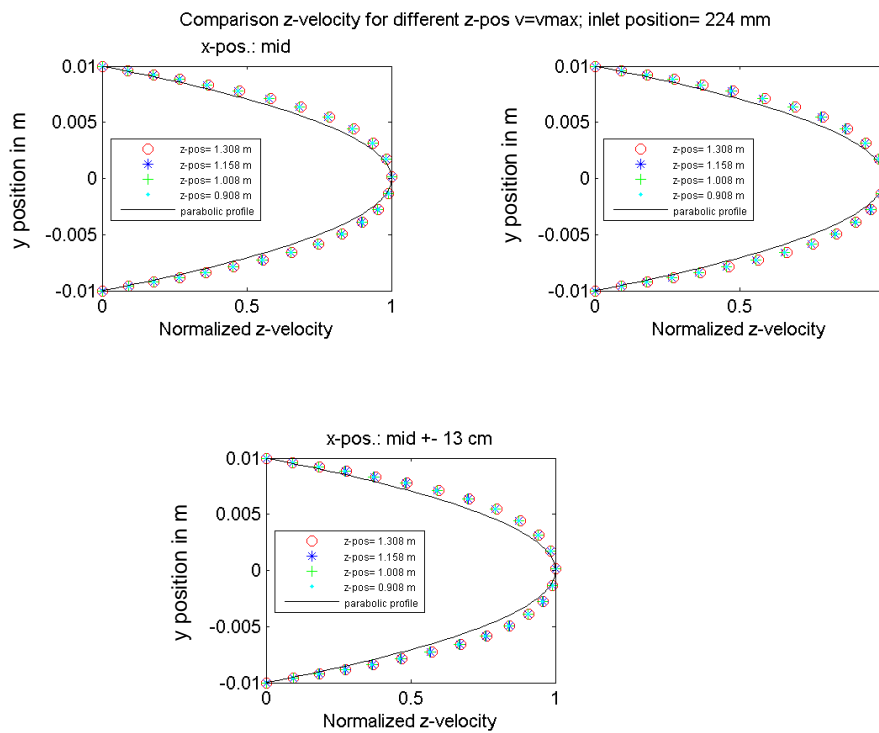 Comparison z-velocity for different z-pos v=vmax; inlet position= 224 mm
x-pos.: mid
0.01
0.005
0
-0.005
-0.01
y position in m
z-pos= 1.308 m
z-pos= 1.158 m
z-pos= 1.008 m
z-pos= 0.908 m
parabolic profile
0
0.5
1
Normalized z-velocity
0.01
0.005
0
-0.005
-0.01
y position in m
z-pos= 1.308 m
z-pos= 1.158 m
z-pos= 1.008 m
z-pos= 0.908 m
parabolic profile
0
0.5
Normalized z-velocity
x-pos.: mid +- 13 cm
0.01
0.005
0
-0.005
-0.01
y position in m
z-pos= 1.308 m
z-pos= 1.158 m
z-pos= 1.008 m
z-pos= 0.908 m
parabolic profile
0
0.5
1
Normalized z-velocity